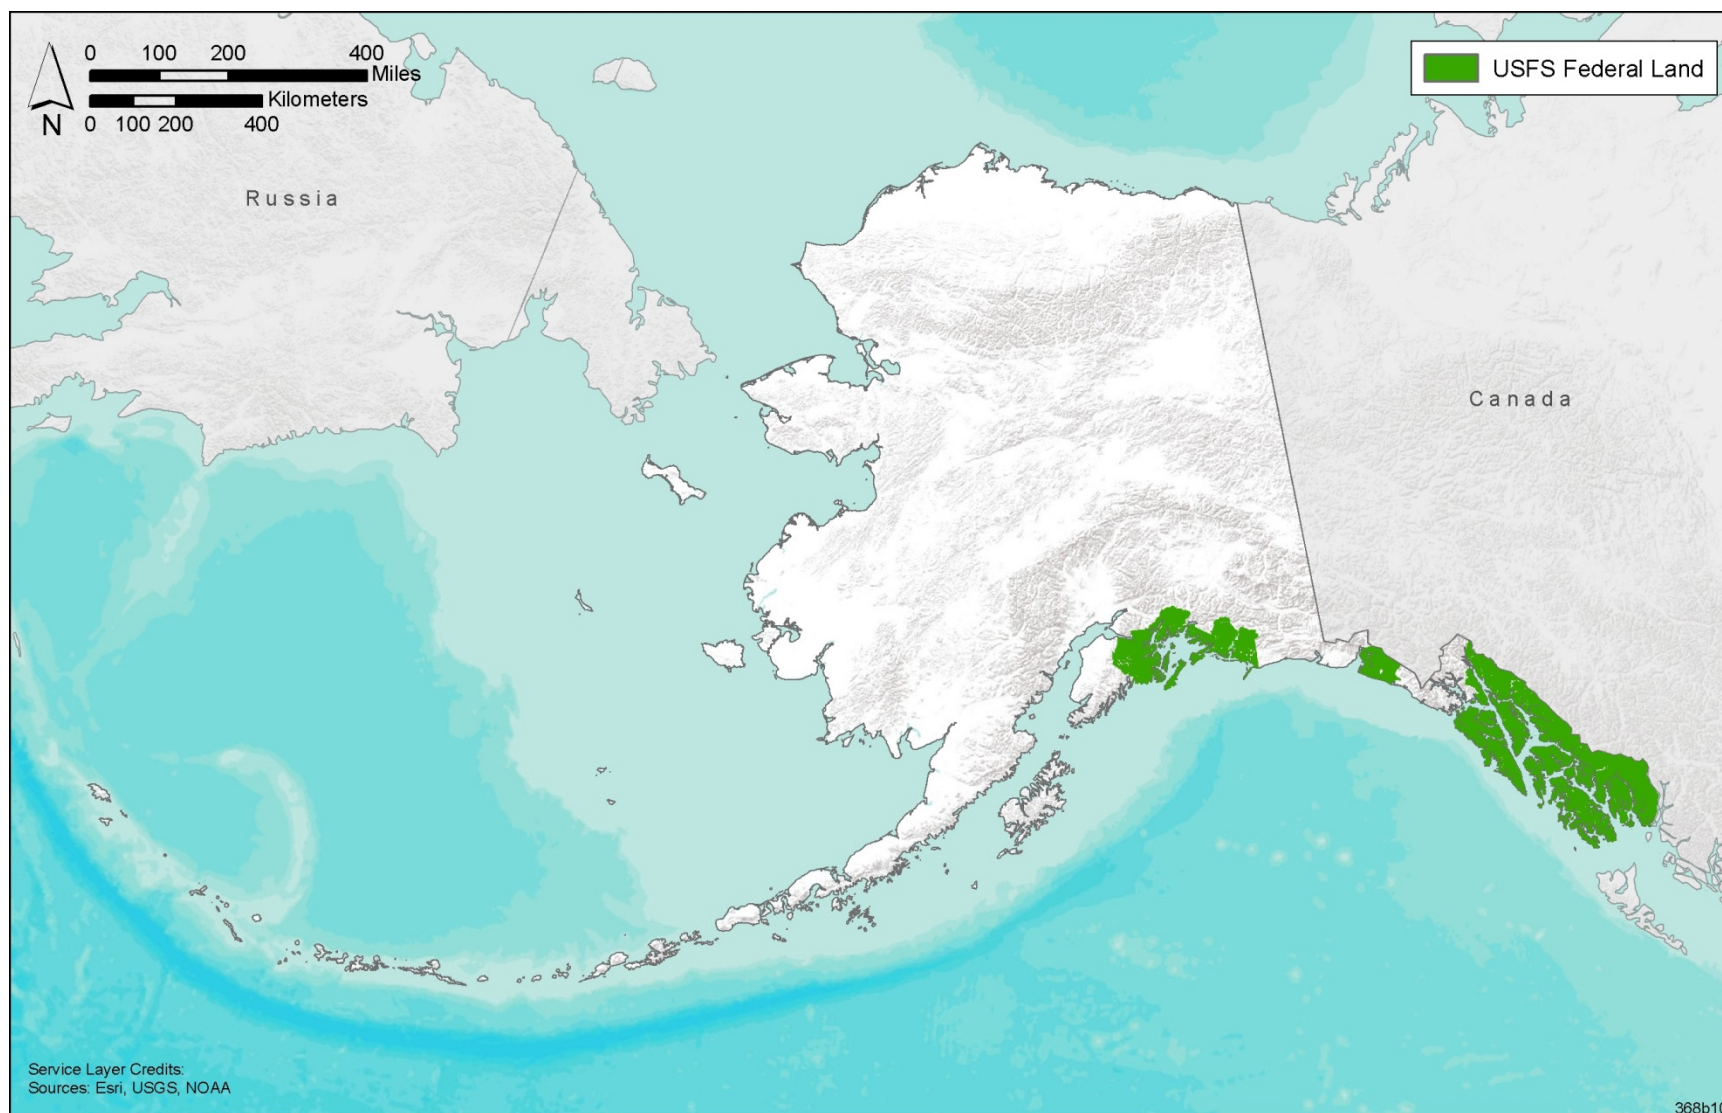 0 100 200 400
Miles
Kilometers
0 100 200 400
N
USFS Federal Land
Russia
Canada
Service Layer Credits:
Sources: Esri, USGS, NOAA